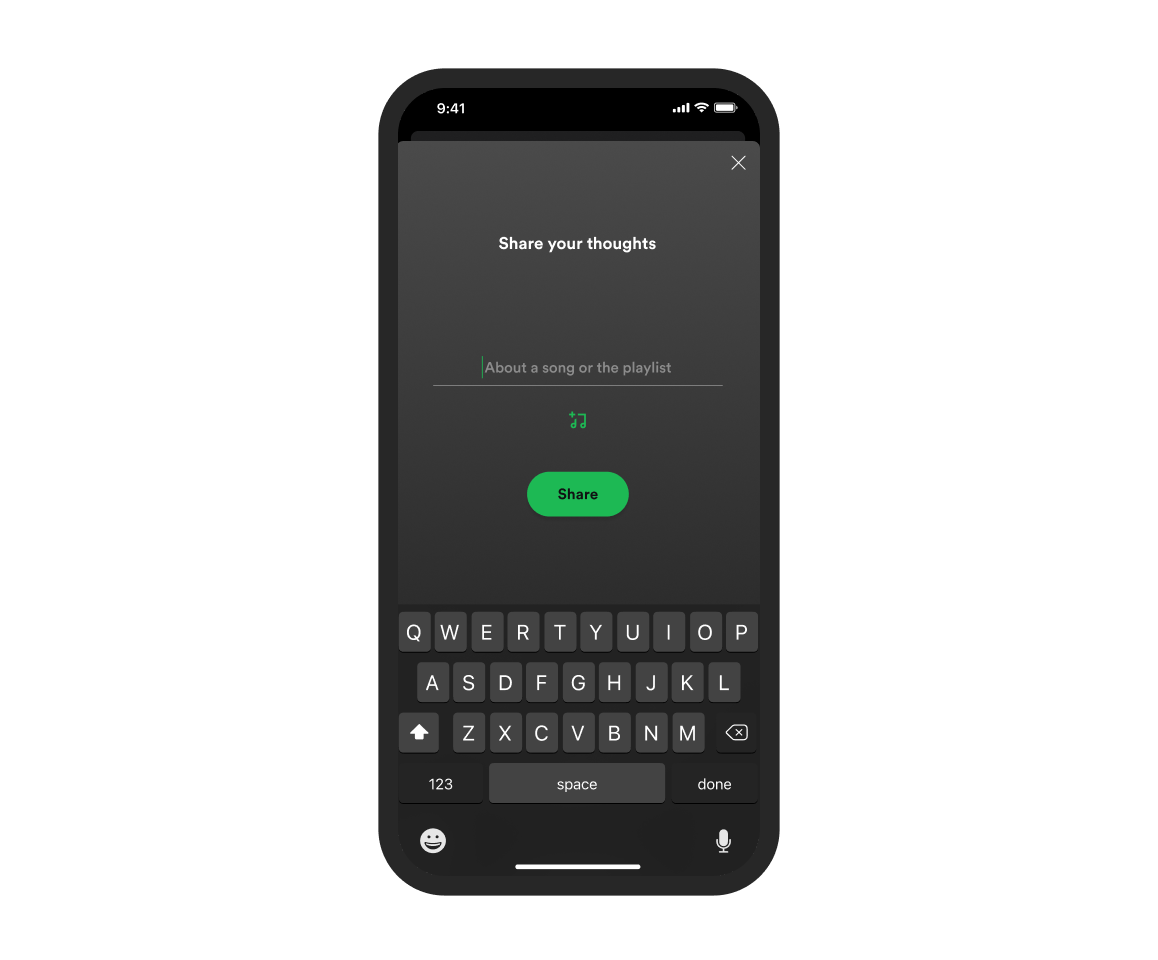 9:41
Share your thoughts
About a song or the playlist
Share
Q W E R T Y U I O P
A S D F G H J K L
Z X C V B N M
123 space done